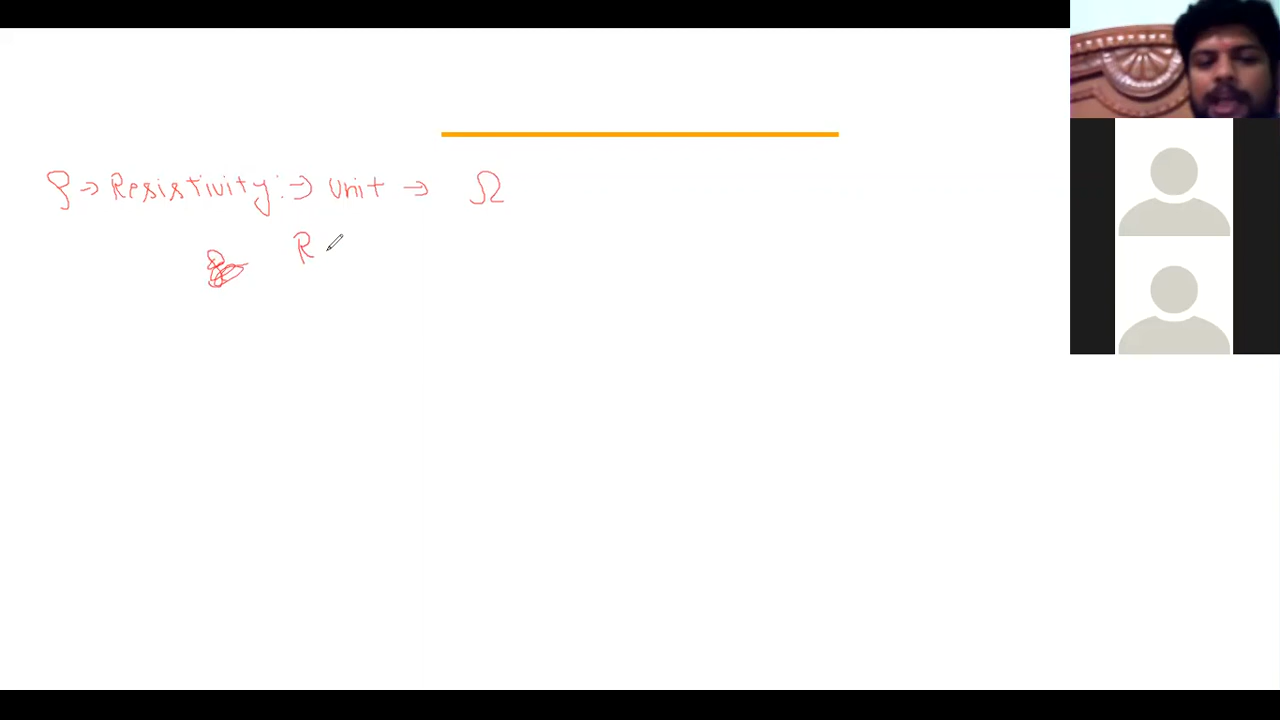 ρ → Resistivity :→ Unit → Ω
R